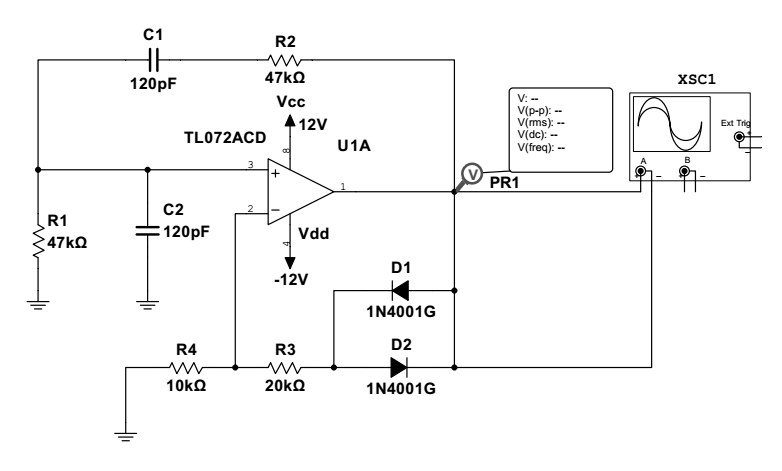 C1
120pF
R2
47kΩ
Vcc
12V
TL072ACD
U1A
8
3
+
1
2
−
4
Vdd
-12V
R1
47kΩ
C2
120pF
V: --
V(p-p): --
V(rms): --
V(dc): --
V(freq): --
V
PR1
XSC1
Ext Trig
+
−
A
B
+ − + −
D1
1N4001G
D2
1N4001G
R4
10kΩ
R3
20kΩ